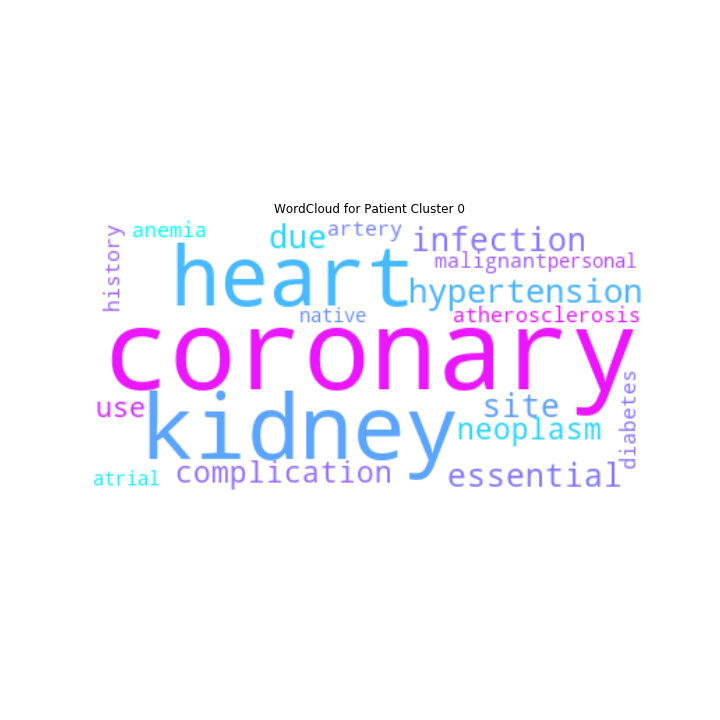 WordCloud for Patient Cluster 0
history
anemia
due
artery
infection
heart
malignantpersonal
hypertension
native
atherosclerosis
coronary
use
kidney
site
neoplasm
diabetes
atrial
complication
essential